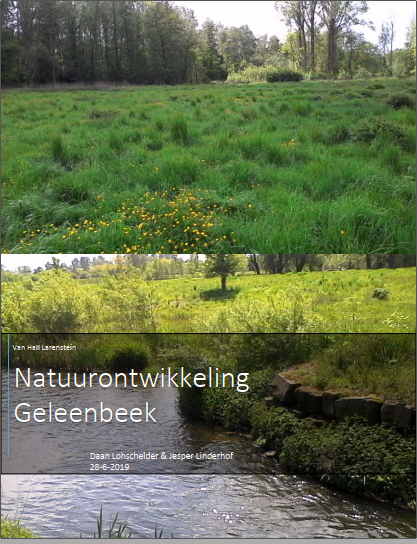 Van Hall Larenstein
Natuurontwikkeling
Geleenbeek
Daan Lohschelder & Jesper Linderhof
28-6-2019